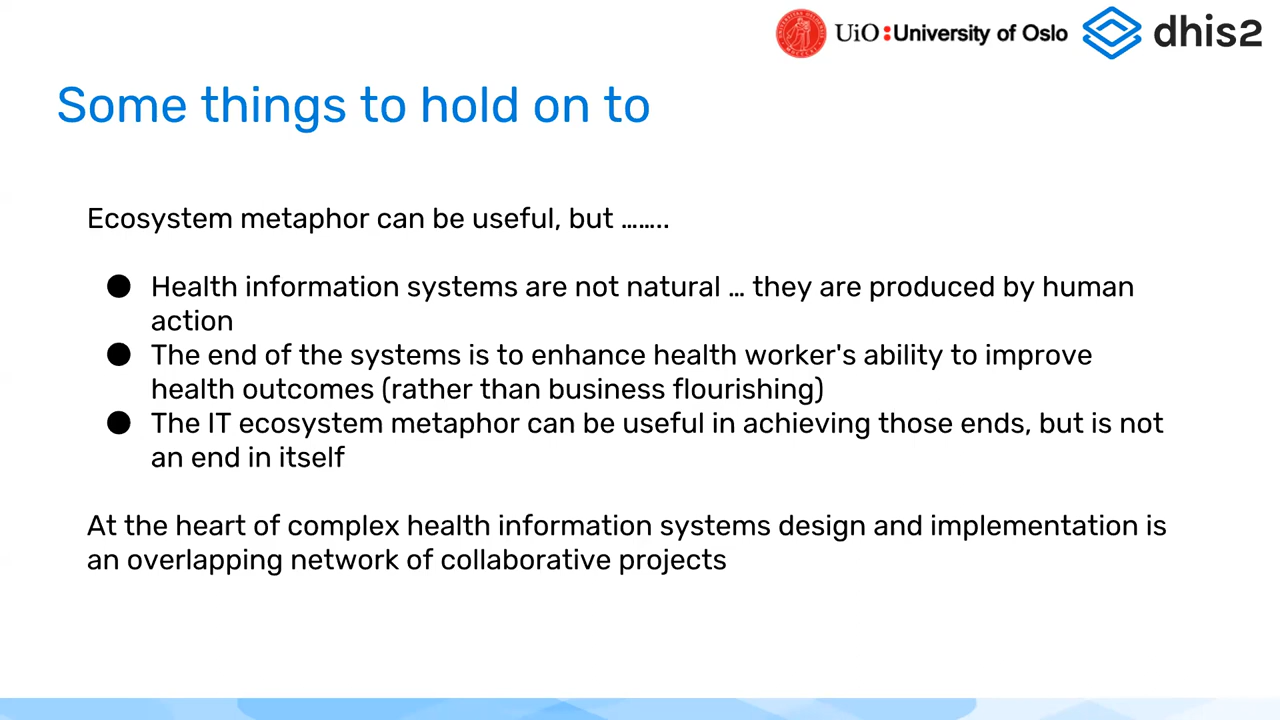 UiO:University of Oslo
dhis2
Some things to hold on to
Ecosystem metaphor can be useful, but ……..
● Health information systems are not natural … they are produced by human
action
● The end of the systems is to enhance health worker's ability to improve
health outcomes (rather than business flourishing)
● The IT ecosystem metaphor can be useful in achieving those ends, but is not
an end in itself
At the heart of complex health information systems design and implementation is
an overlapping network of collaborative projects